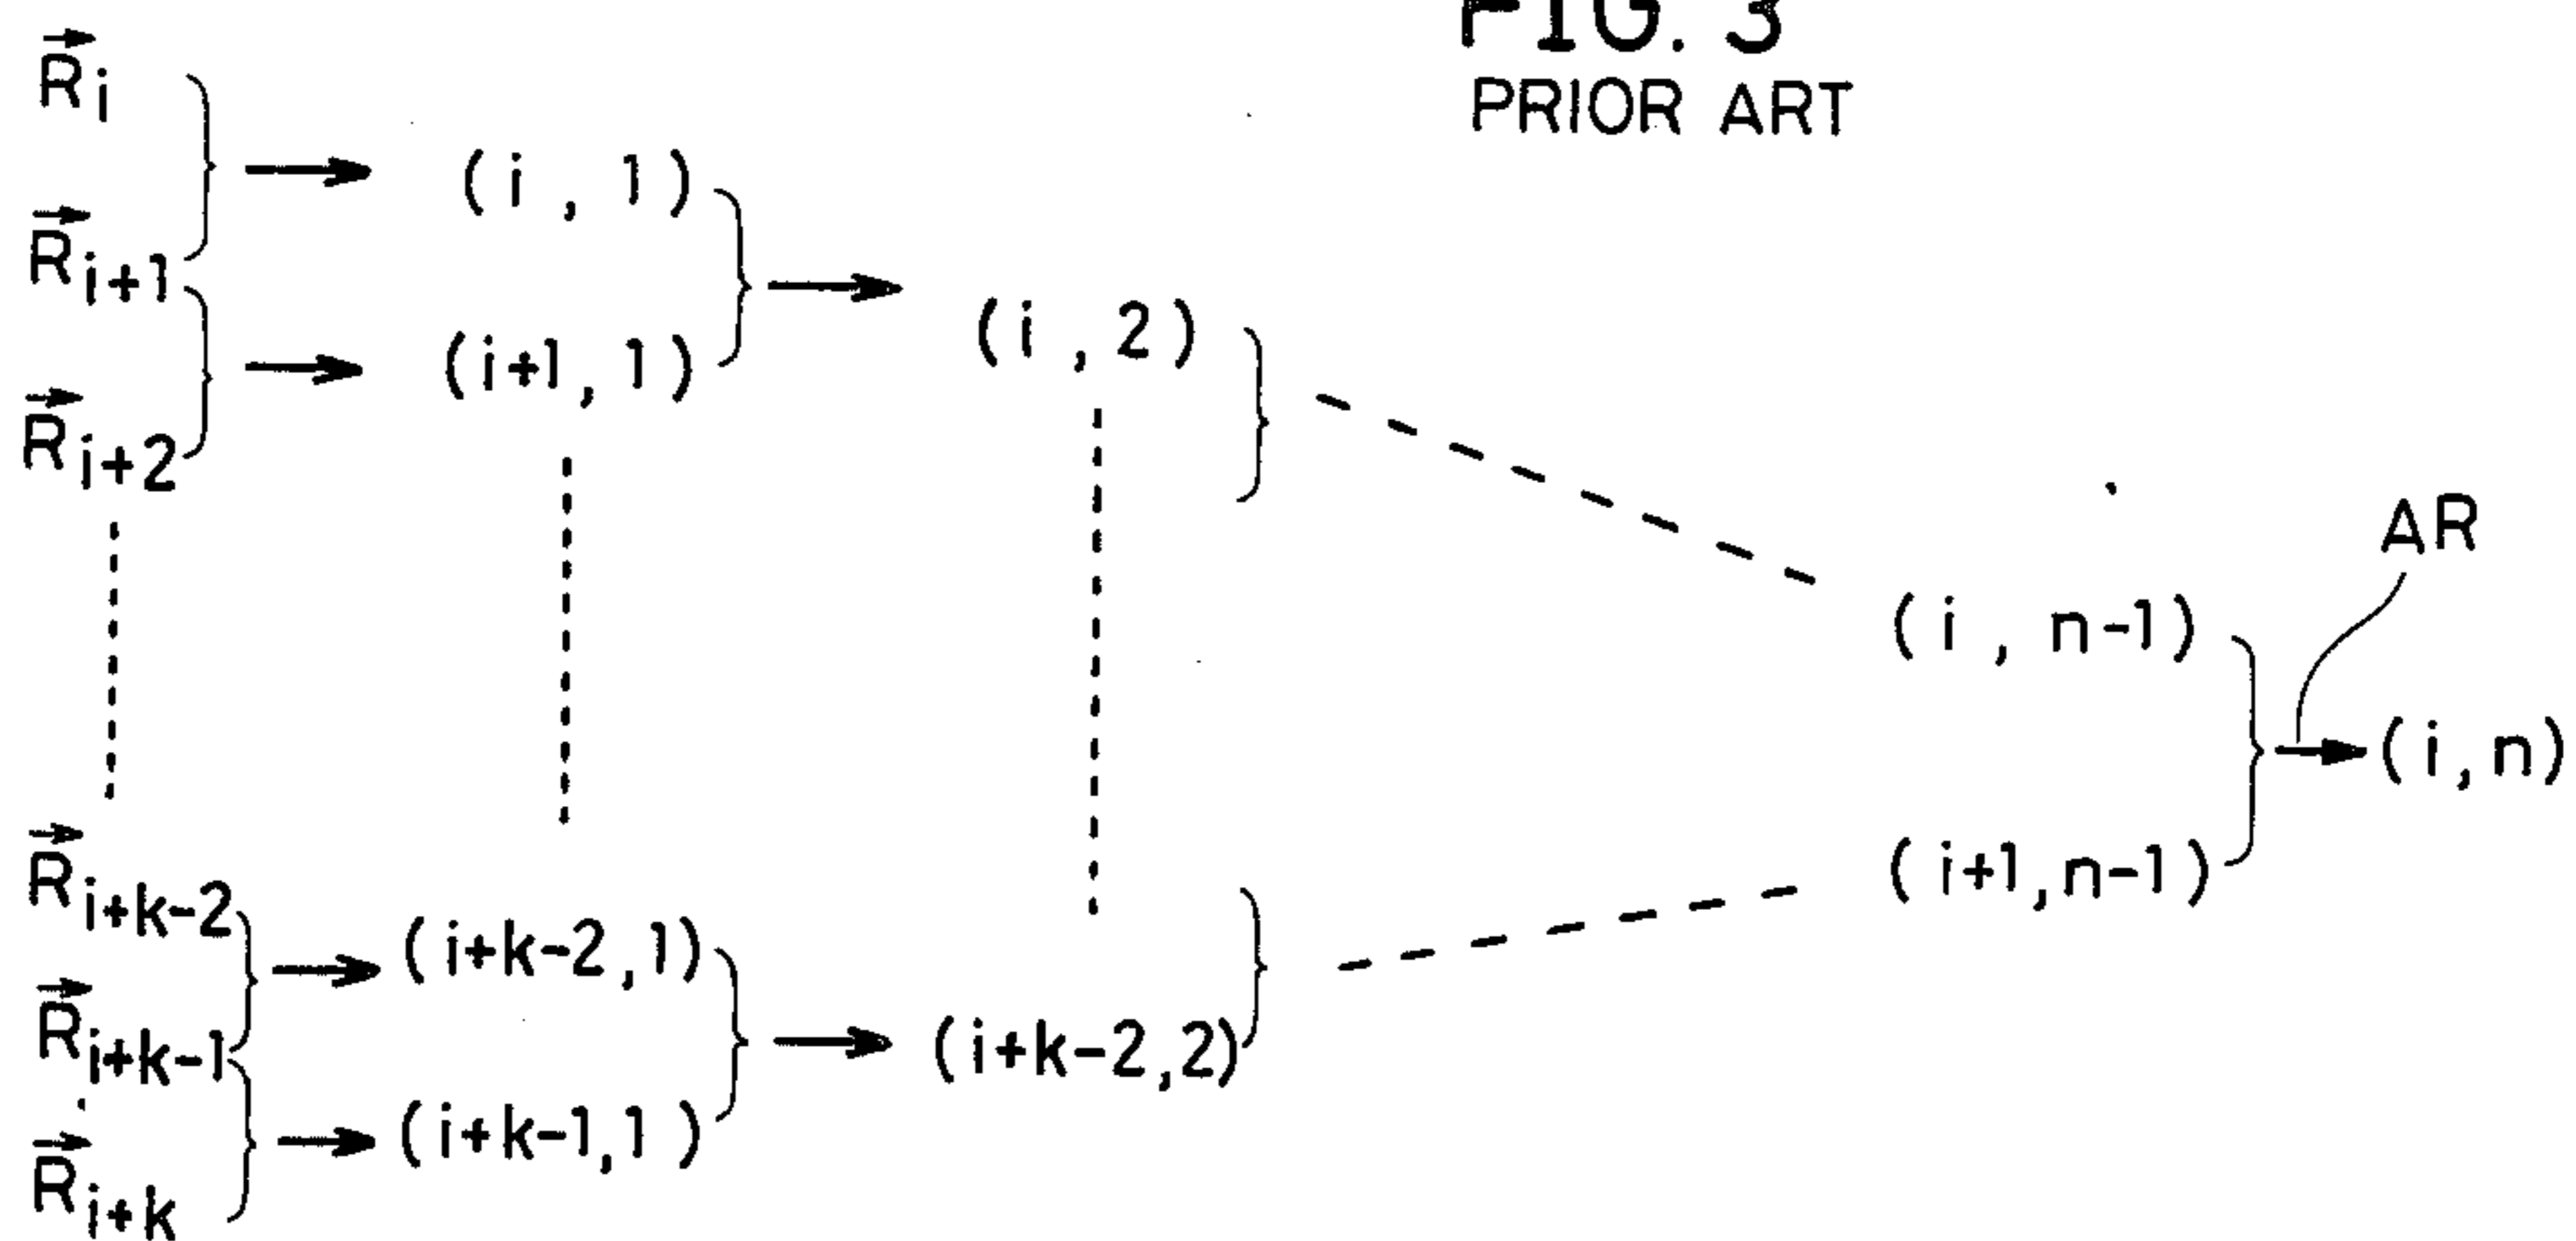 FIG. 3
PRIOR ART
R⃗i
R⃗i+1
R⃗i+2
R⃗i+k-2
R⃗i+k-1
R⃗i+k
(i, 1)
(i+1, 1)
(i+k-2,1)
(i+k-1,1)
(i, 2)
(i+k-2,2)
(i, n-1)
(i+1,n-1)
AR
(i,n)